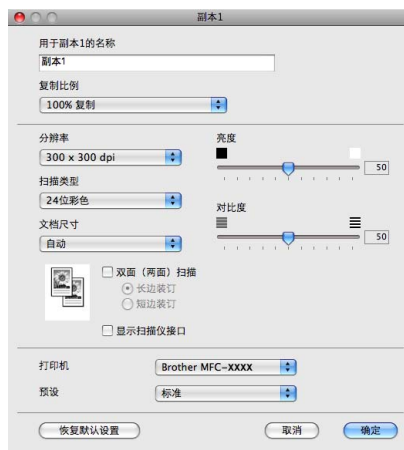 副本1
用于副本1的名称
副本1
复制比例
100% 复制
分辨率
300 x 300 dpi
扫描类型
24位彩色
文档尺寸
自动
亮度
50
对比度
50
双面（两面）扫描
长边装订
短边装订
显示扫描仪接口
打印机
Brother MFC-XXXX
预设
标准
恢复默认设置
取消
确定